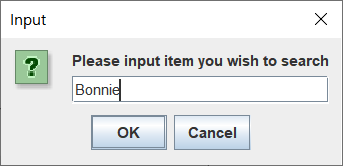 Input
Please input item you wish to search
Bonnie
OK
Cancel